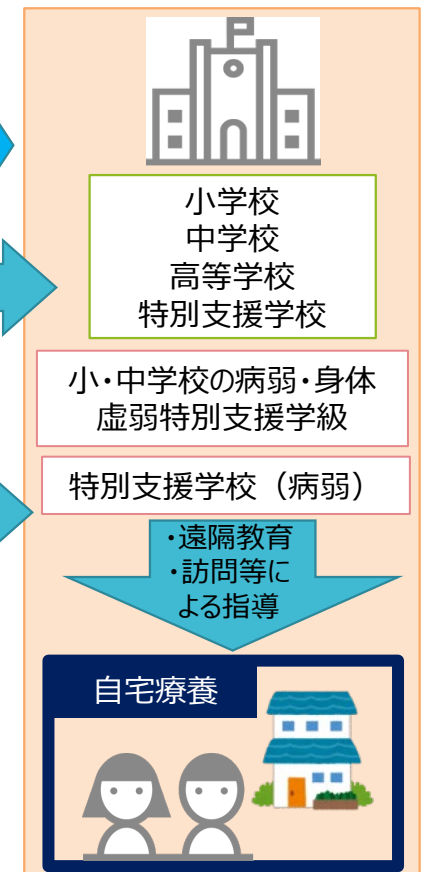 小学校
中学校
高等学校
特別支援学校
小・中学校の病弱・身体
虚弱特別支援学級
特別支援学校（病弱）
・遠隔教育
・訪問等に
よる指導
自宅療養